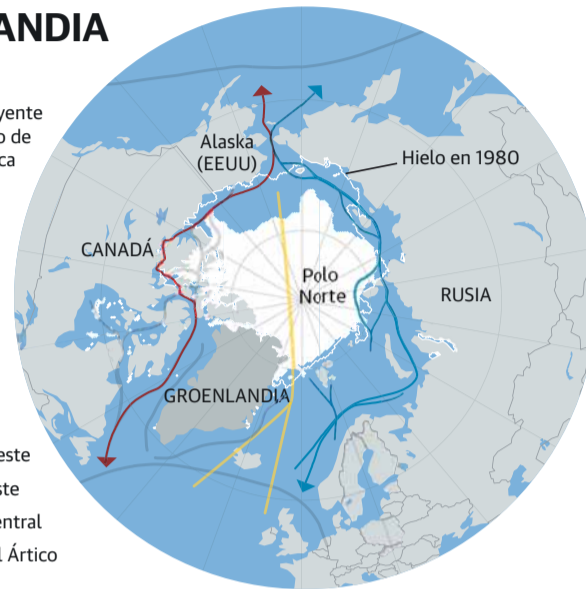 ANDIA
yente
o de
ca
Alaska
(EEUU)
Hielo en 1980
CANADÁ
Polo
Norte
RUSIA
GROENLANDIA
este
ste
entral
l Ártico